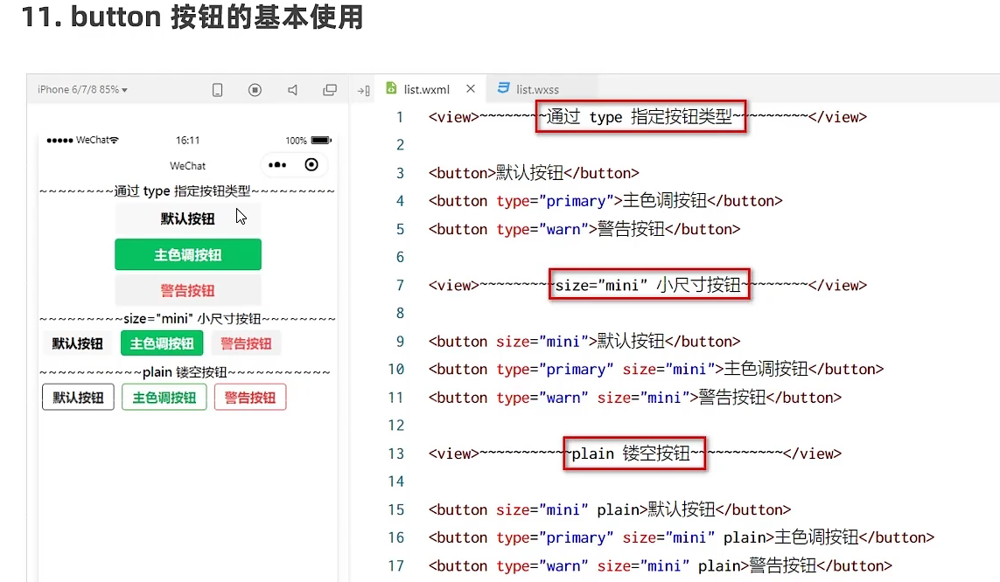 11. button 按钮的基本使用
iPhone 6/7/8 85%
WeChat
16:11
100%
WeChat
~~~~~~~~通过 type 指定按钮类型~~~~~~~~~
默认按钮
主色调按钮
警告按钮
~~~~~~~~~size="mini" 小尺寸按钮~~~~~~~~
默认按钮 主色调按钮 警告按钮
~~~~~~~~~~~plain 镂空按钮~~~~~~~~~~~
默认按钮 主色调按钮 警告按钮
list.wxml list.wxss
1 <view>~~~~~~~~通过 type 指定按钮类型~~~~~~~~~</view>
2
3 <button>默认按钮</button>
4 <button type="primary">主色调按钮</button>
5 <button type="warn">警告按钮</button>
6
7 <view>~~~~~~~~~size="mini" 小尺寸按钮~~~~~~~~</view>
8
9 <button size="mini">默认按钮</button>
10 <button type="primary" size="mini">主色调按钮</button>
11 <button type="warn" size="mini">警告按钮</button>
12
13 <view>~~~~~~~~~~~plain 镂空按钮~~~~~~~~~~~</view>
14
15 <button size="mini" plain>默认按钮</button>
16 <button type="primary" size="mini" plain>主色调按钮</button>
17 <button type="warn" size="mini" plain>警告按钮</button>